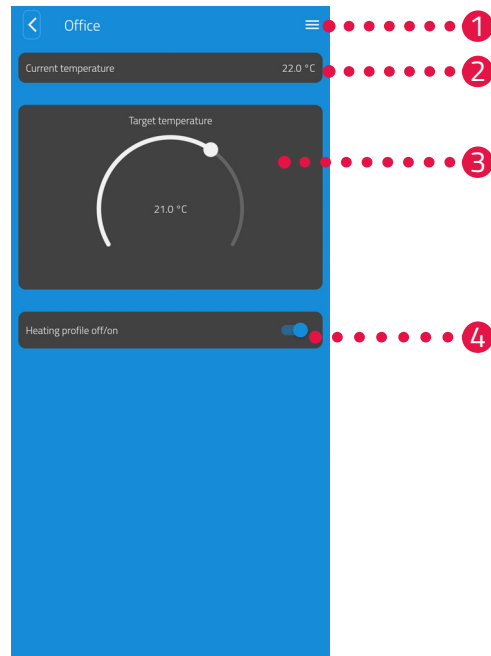 Office
1
Current temperature 22.0 °C
2
Target temperature
3
21.0 °C
Heating profile off/on
4